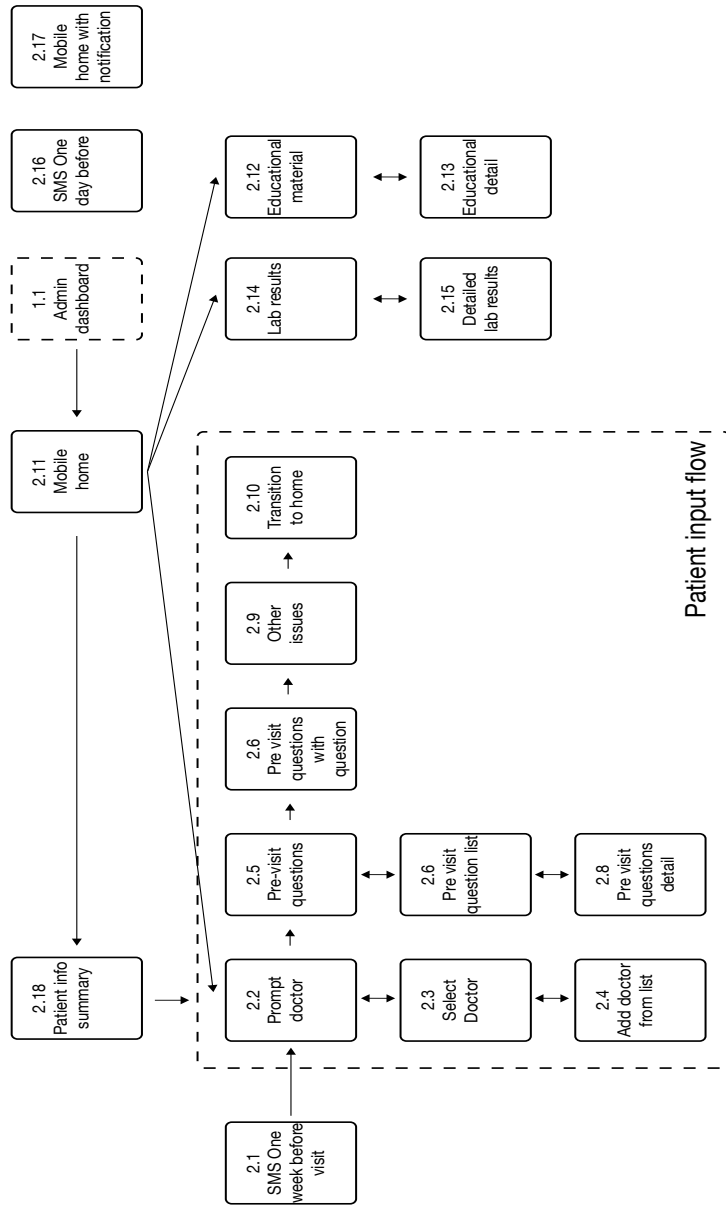 2.17
Mobile
home with
notification
2.16
SMS One
day before
1.1
Admin
dashboard
2.11
Mobile
home
2.18
Patient info
summary
2.12
Educational
material
2.14
Lab results
2.10
Transition
to home
2.9
Other
issues
2.6
Pre visit
questions
with
question
2.5
Pre-visit
questions
2.2
Prompt
doctor
2.1
SMS One
week before
visit
2.13
Educational
detail
2.15
Detailed
lab results
2.6
Pre visit
question list
2.3
Select
Doctor
2.8
Pre visit
questions
detail
2.4
Add doctor
from list
Patient input flow